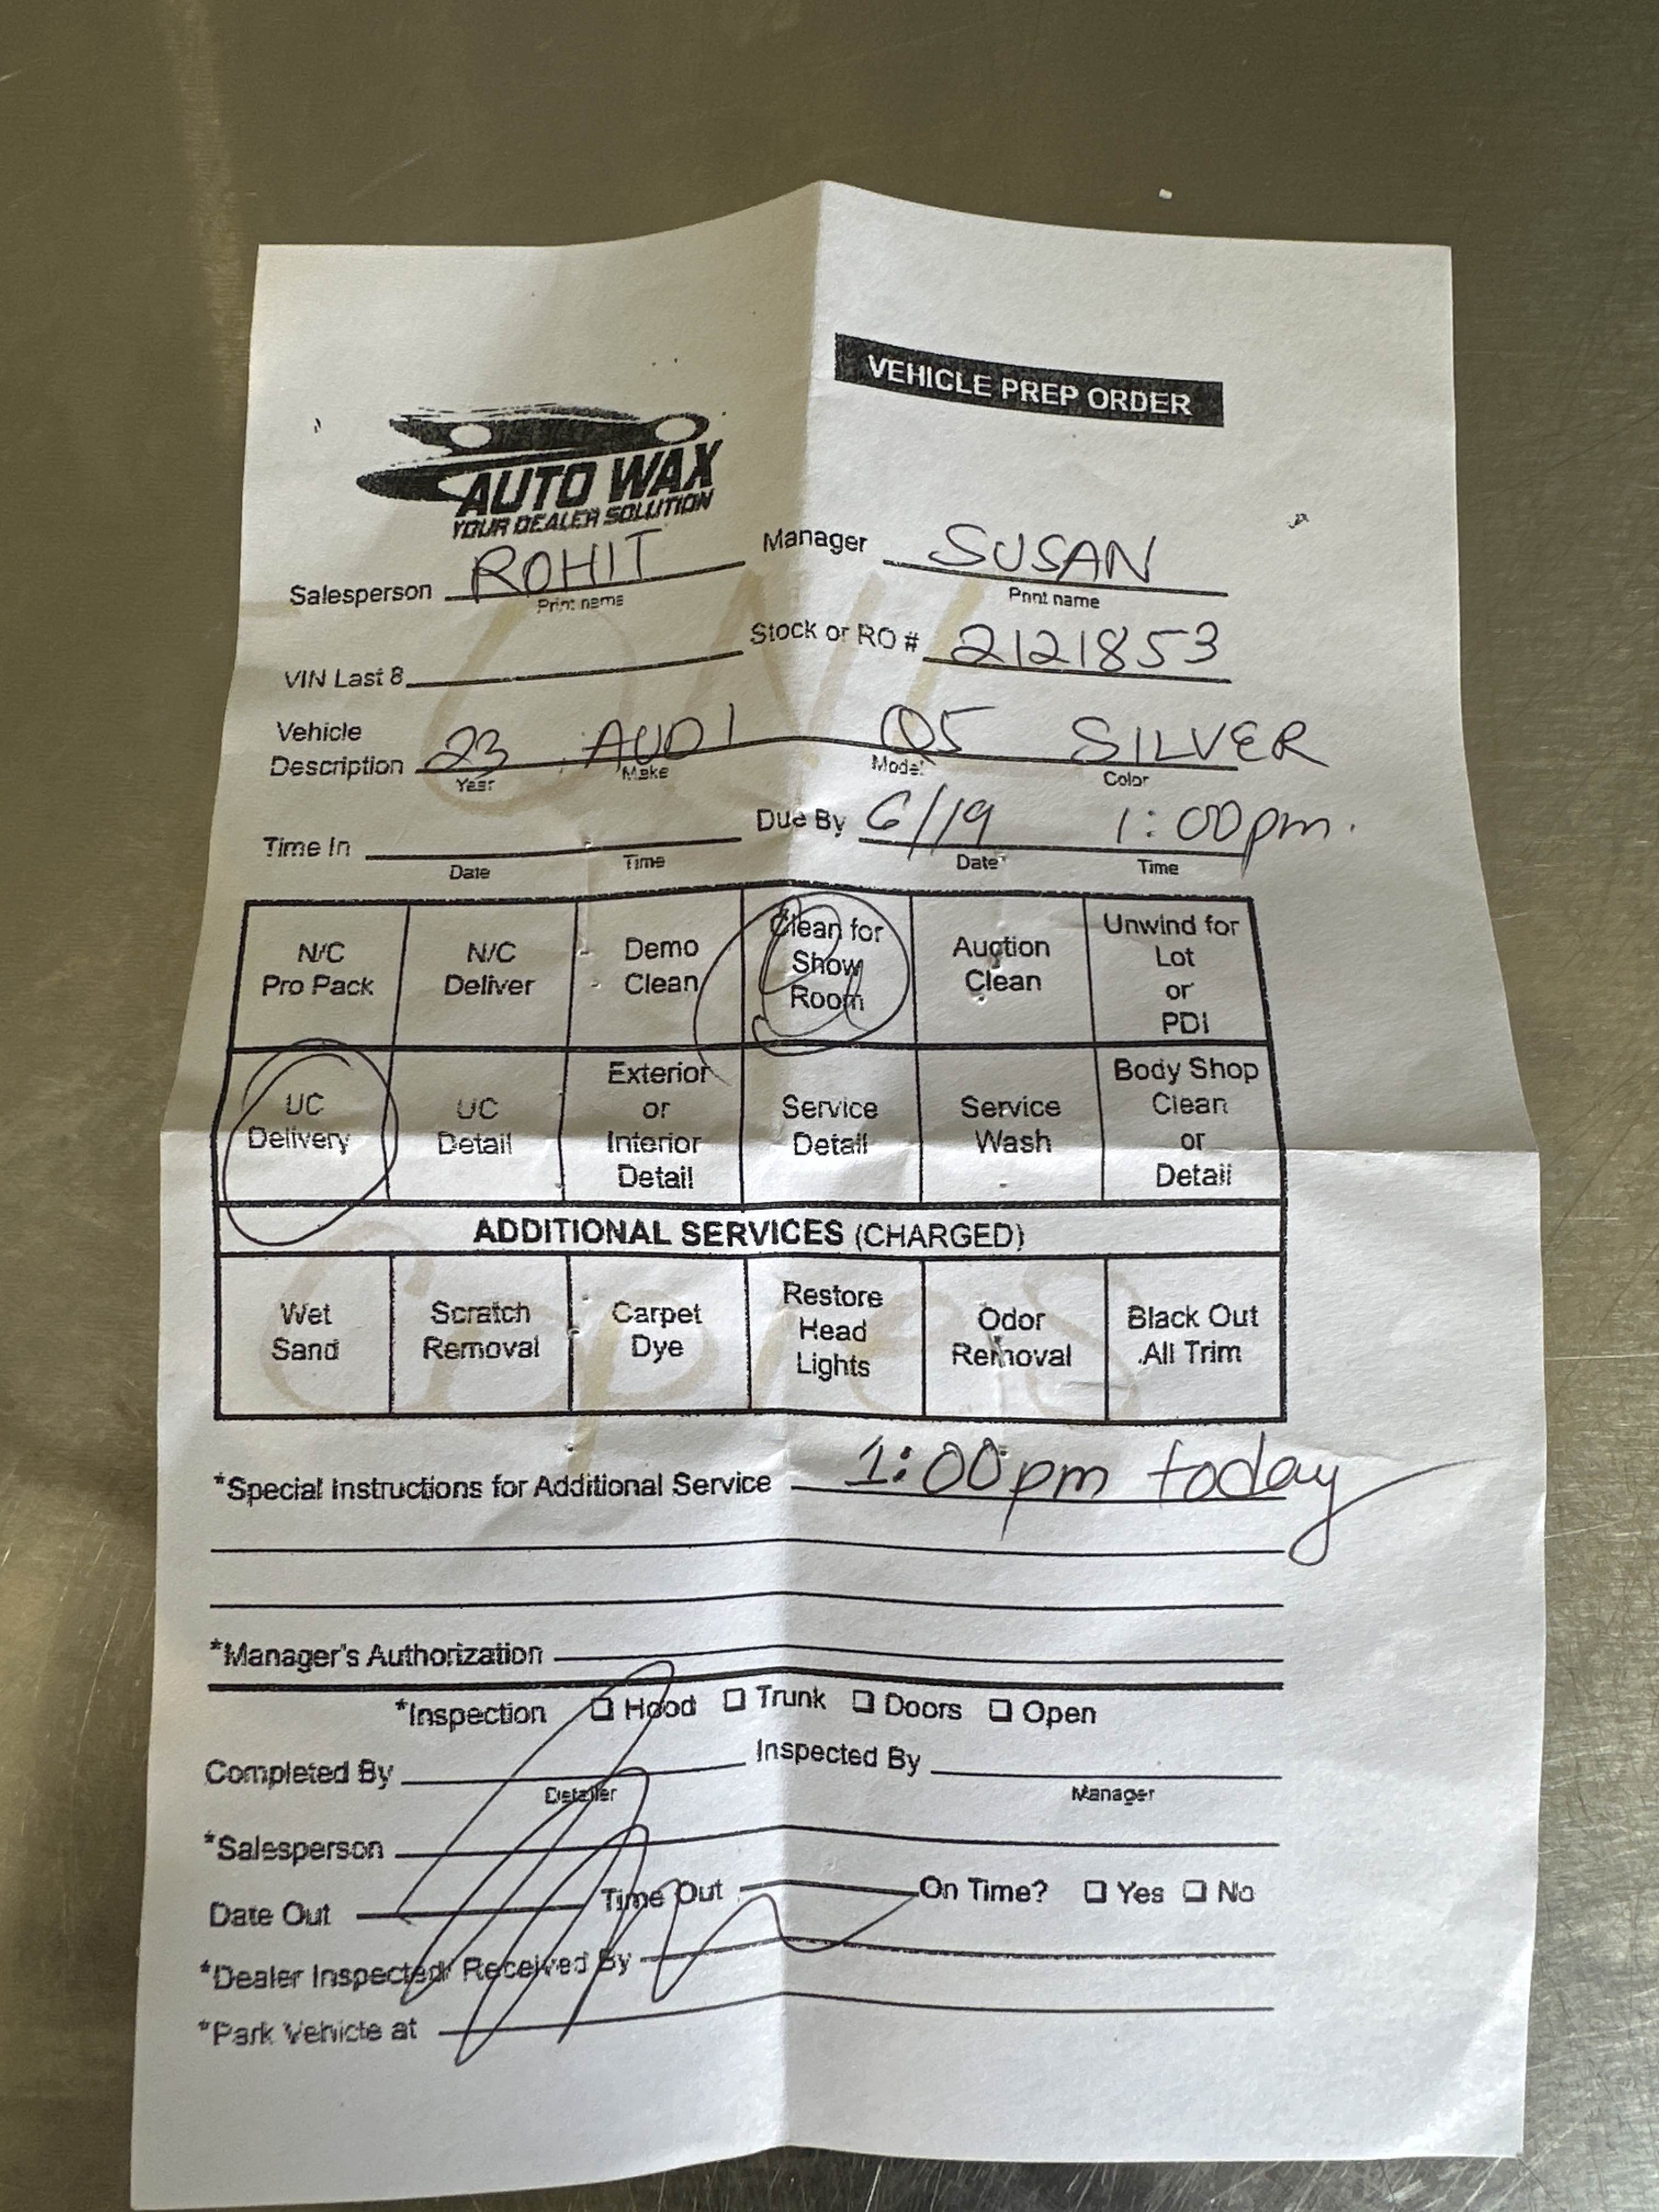 VEHICLE PREP ORDER
AUTO WAX
YOUR DEALER SOLUTION
Salesperson ROHIT Manager SUSAN
Print name Print name
VIN Last 8 Stock or RO # 2121853
Vehicle
Description 23 AUDI Q5 SILVER
Year Make Model Color
Time In Due By 6/19 1:00pm.
Date Time Date Time
N/C
Pro Pack
N/C
Deliver
Demo
Clean
Clean for
Show
Room
Auction
Clean
Unwind for
Lot
or
PDI
UC
Delivery
UC
Detail
Exterior
or
Interior
Detail
Service
Detail
Service
Wash
Body Shop
Clean
or
Detail
ADDITIONAL SERVICES (CHARGED)
Wet
Sand
Scratch
Removal
Carpet
Dye
Restore
Head
Lights
Odor
Removal
Black Out
All Trim
*Special Instructions for Additional Service 1:00pm today
*Manager's Authorization
*Inspection Hood Trunk Doors Open
Completed By Inspected By
Detailer Manager
*Salesperson
Date Out Time Out On Time? Yes No
*Dealer Inspected/ Received By
*Park Vehicle at